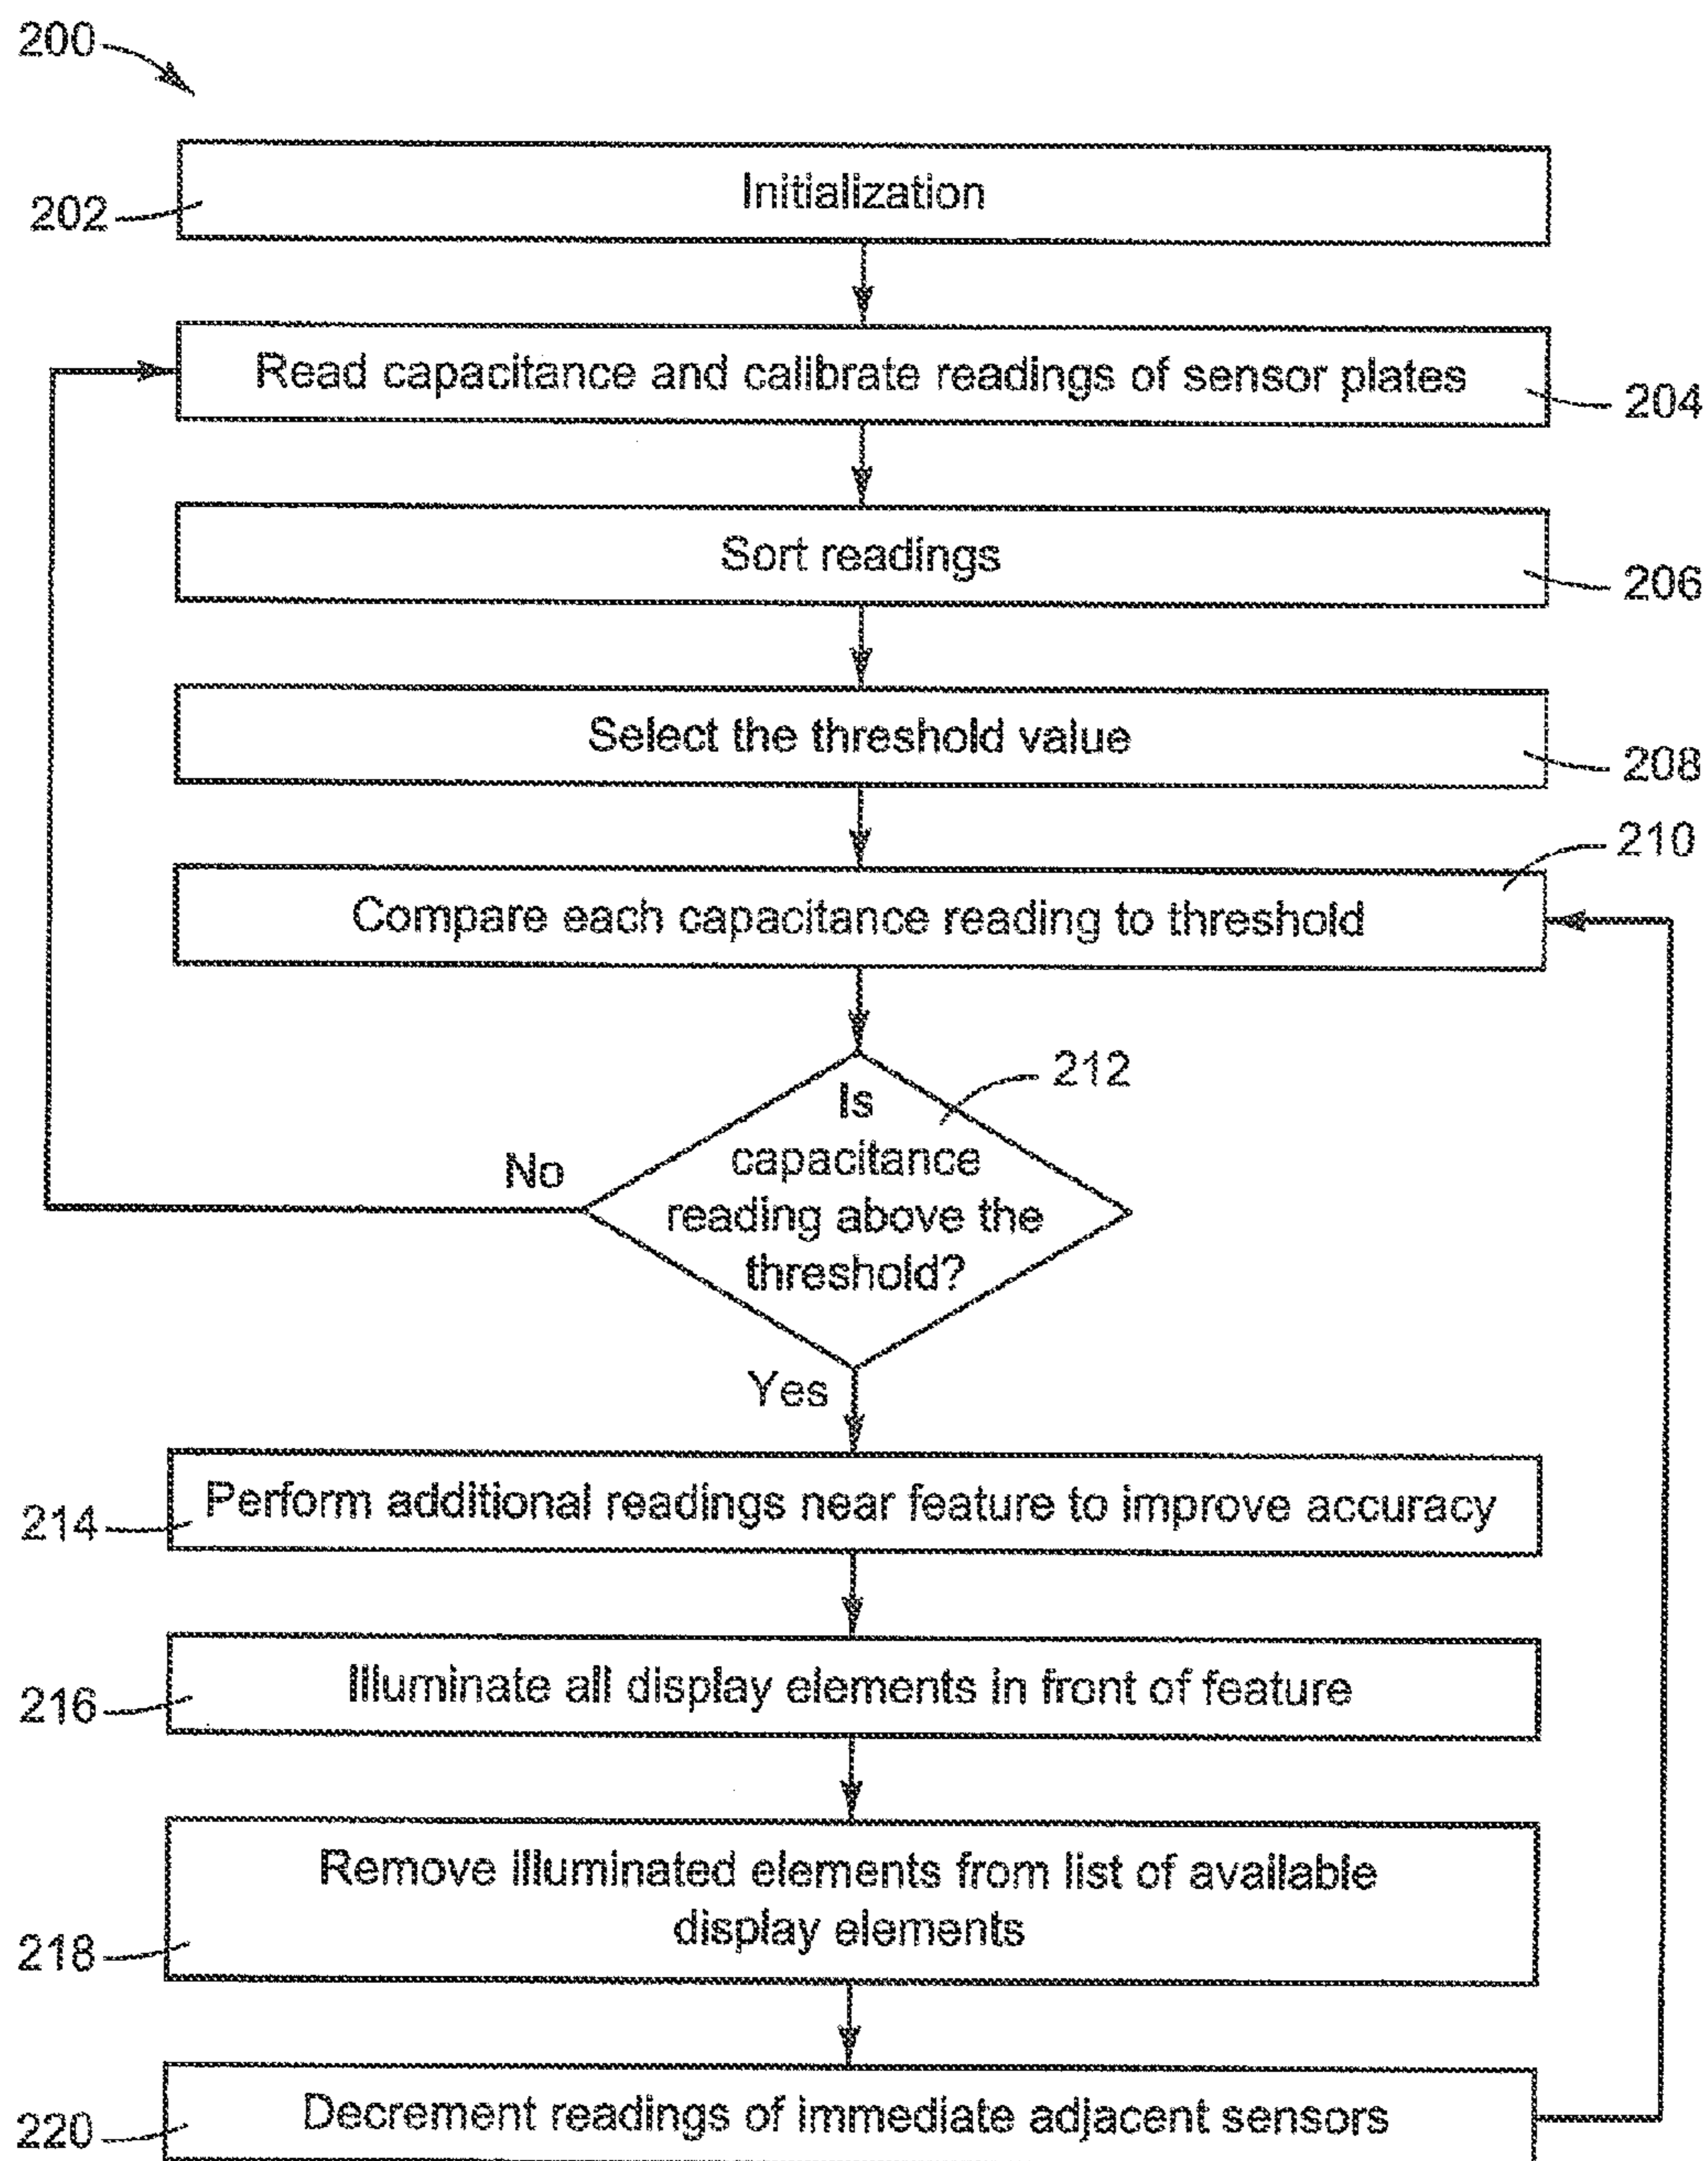 200
Initialization
202
Read capacitance and calibrate readings of sensor plates
204
Sort readings
206
Select the threshold value
208
210
Compare each capacitance reading to threshold
212
Is
capacitance
reading above the
threshold?
No
Yes
Perform additional readings near feature to improve accuracy
214
Illuminate all display elements in front of feature
216
Remove illuminated elements from list of available
display elements
218
Decrement readings of immediate adjacent sensors
220